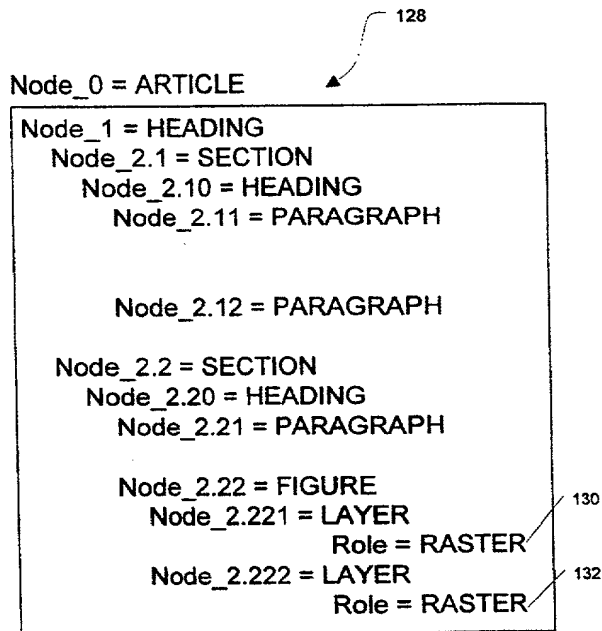 128
Node_0 = ARTICLE
Node_1 = HEADING
Node_2.1 = SECTION
Node_2.10 = HEADING
Node_2.11 = PARAGRAPH
Node_2.12 = PARAGRAPH
Node_2.2 = SECTION
Node_2.20 = HEADING
Node_2.21 = PARAGRAPH
Node_2.22 = FIGURE
Node_2.221 = LAYER
Role = RASTER 130
Node_2.222 = LAYER
Role = RASTER 132